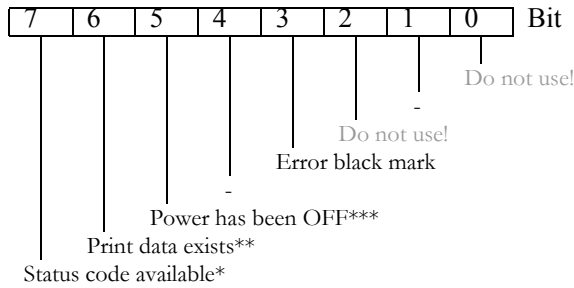 7 6 5 4 3 2 1 0 Bit
Do not use!
-
Do not use!
Error black mark
-
Power has been OFF***
Print data exists**
Status code available*